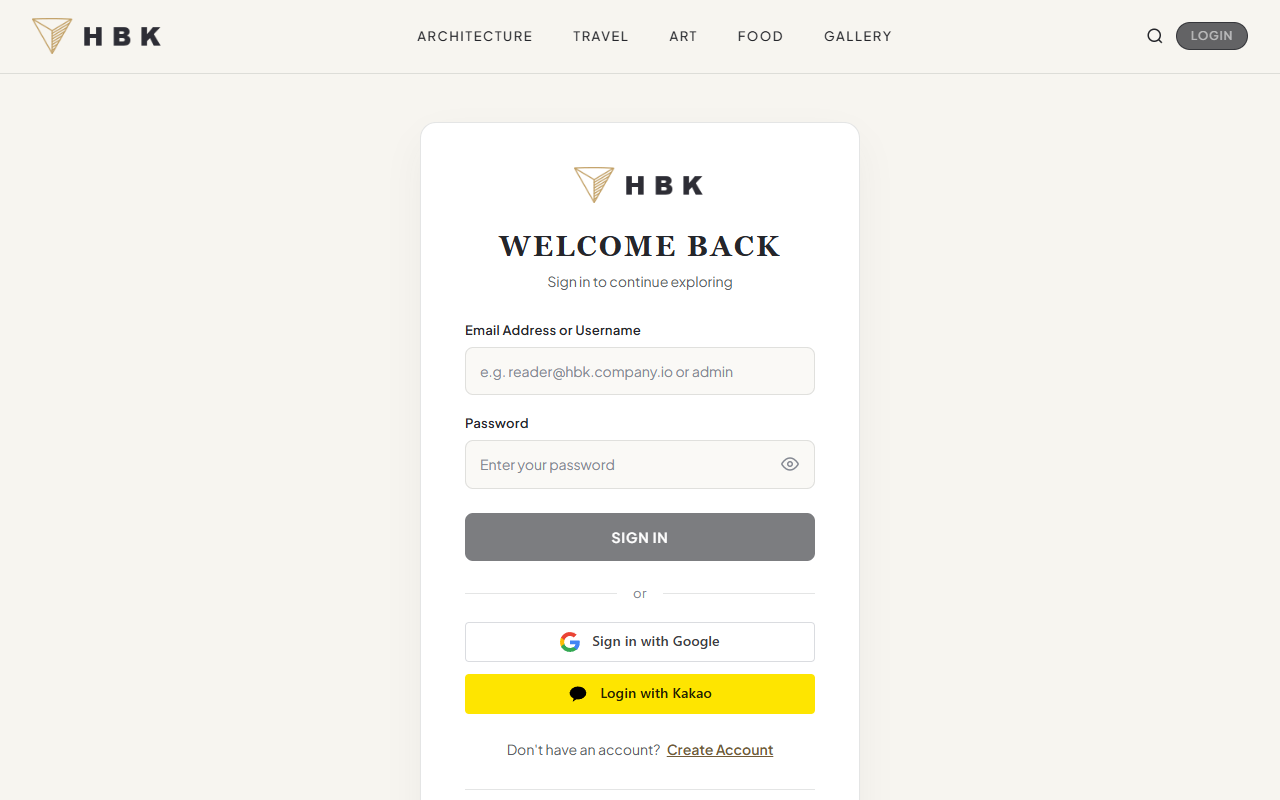 HBK
ARCHITECTURE TRAVEL ART FOOD GALLERY
LOGIN
HBK
WELCOME BACK
Sign in to continue exploring
Email Address or Username
e.g. reader@hbk.company.io or admin
Password
Enter your password
SIGN IN
or
Sign in with Google
Login with Kakao
Don't have an account? Create Account